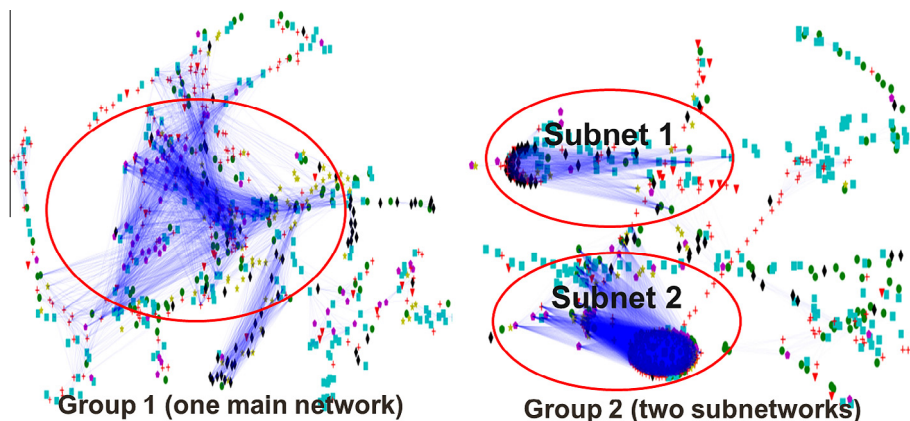 Subnet 1
Subnet 2
Group 1 (one main network)
Group 2 (two subnetworks)